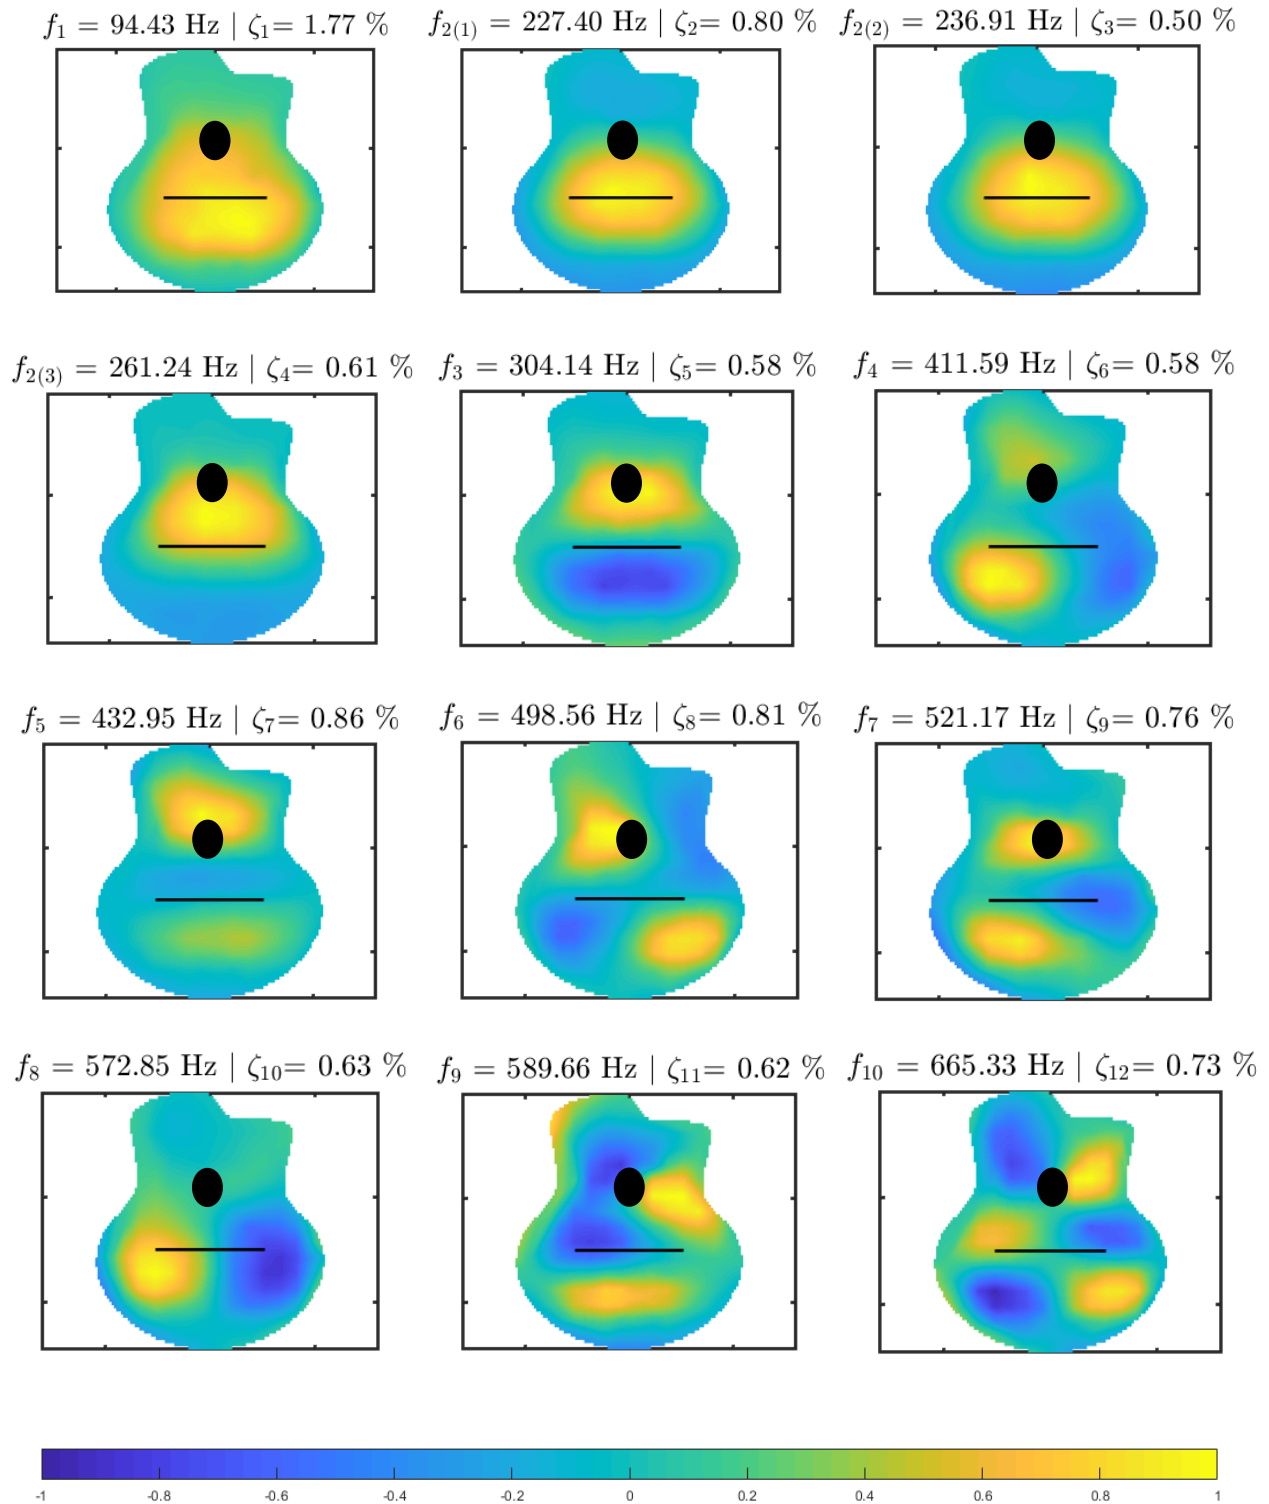 f₁ = 94.43 Hz | ζ₁= 1.77 %
f₂₍₁₎ = 227.40 Hz | ζ₂= 0.80 %
f₂₍₂₎ = 236.91 Hz | ζ₃= 0.50 %
f₂₍₃₎ = 261.24 Hz | ζ₄= 0.61 %
f₃ = 304.14 Hz | ζ₅= 0.58 %
f₄ = 411.59 Hz | ζ₆= 0.58 %
f₅ = 432.95 Hz | ζ₇= 0.86 %
f₆ = 498.56 Hz | ζ₈= 0.81 %
f₇ = 521.17 Hz | ζ₉= 0.76 %
f₈ = 572.85 Hz | ζ₁₀= 0.63 %
f₉ = 589.66 Hz | ζ₁₁= 0.62 %
f₁₀ = 665.33 Hz | ζ₁₂= 0.73 %
-1 -0.8 -0.6 -0.4 -0.2 0 0.2 0.4 0.6 0.8 1